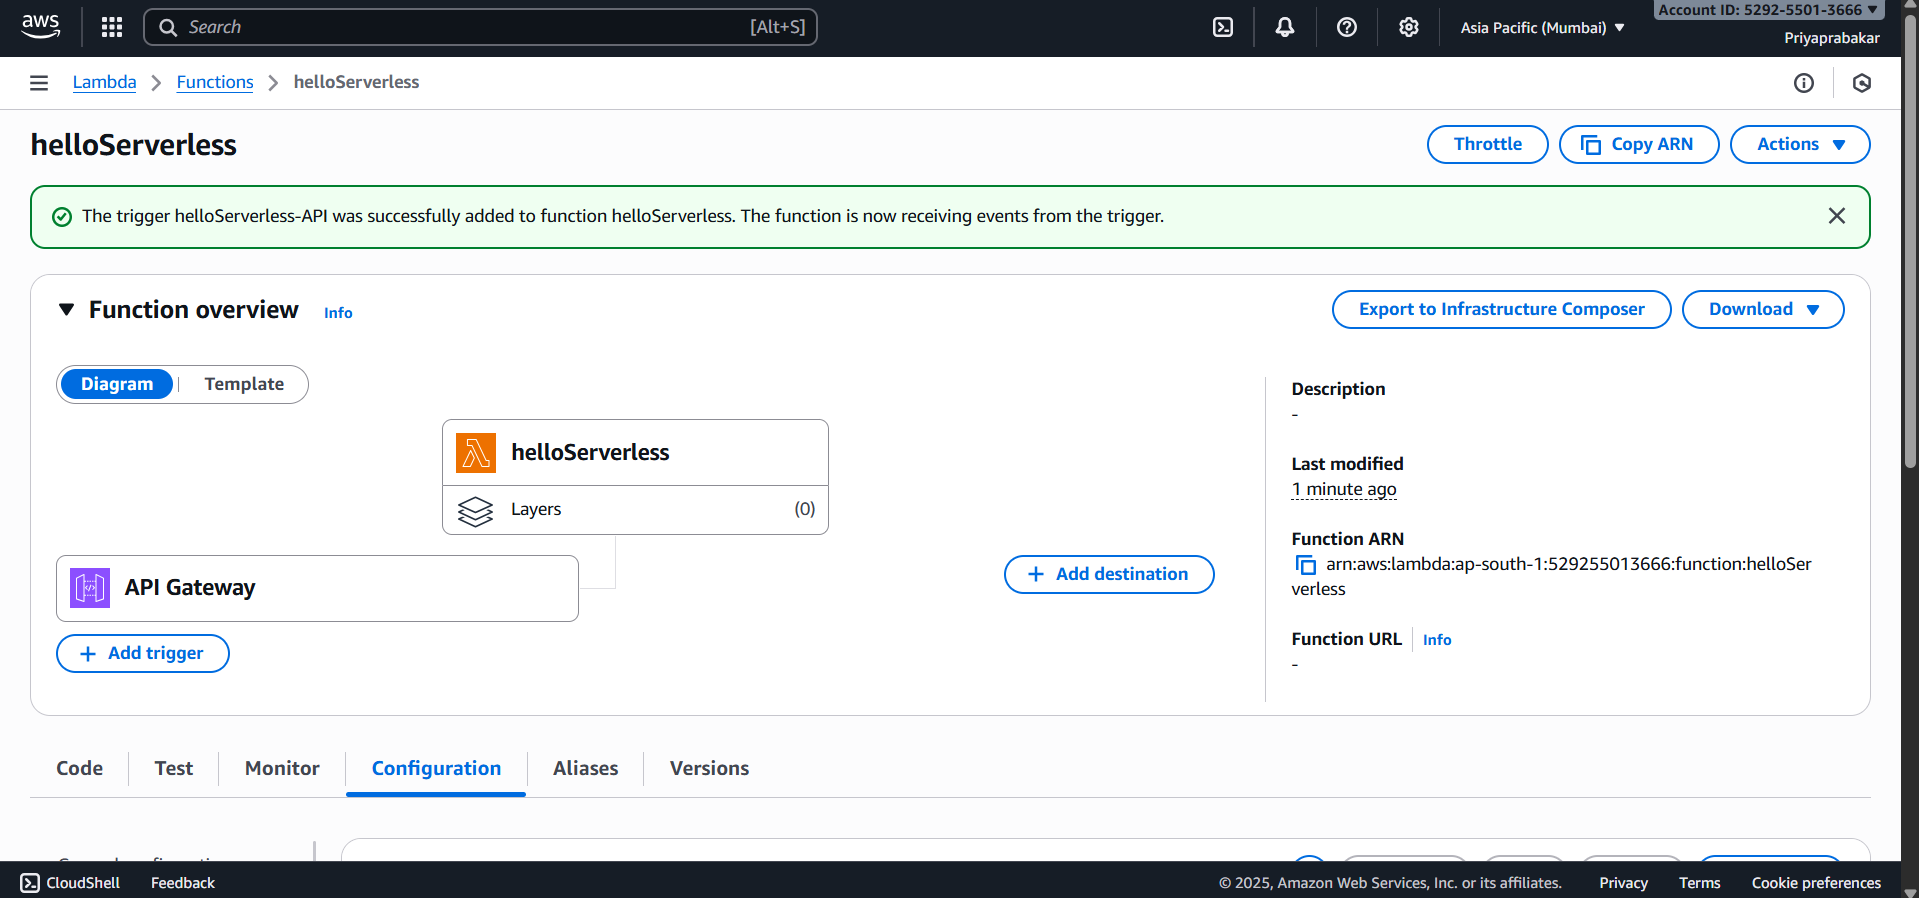 aws
Search
[Alt+S]
Asia Pacific (Mumbai)
Account ID: 5292-5501-3666
Priyaprabakar
Lambda
Functions
helloServerless
helloServerless
Throttle
Copy ARN
Actions
The trigger helloServerless-API was successfully added to function helloServerless. The function is now receiving events from the trigger.
Function overview
Info
Export to Infrastructure Composer
Download
Diagram
Template
helloServerless
Layers
(0)
API Gateway
+ Add trigger
+ Add destination
Description
-
Last modified
1 minute ago
Function ARN
arn:aws:lambda:ap-south-1:529255013666:function:helloSer
verless
Function URL
Info
-
Code
Test
Monitor
Configuration
Aliases
Versions
CloudShell
Feedback
© 2025, Amazon Web Services, Inc. or its affiliates.
Privacy
Terms
Cookie preferences